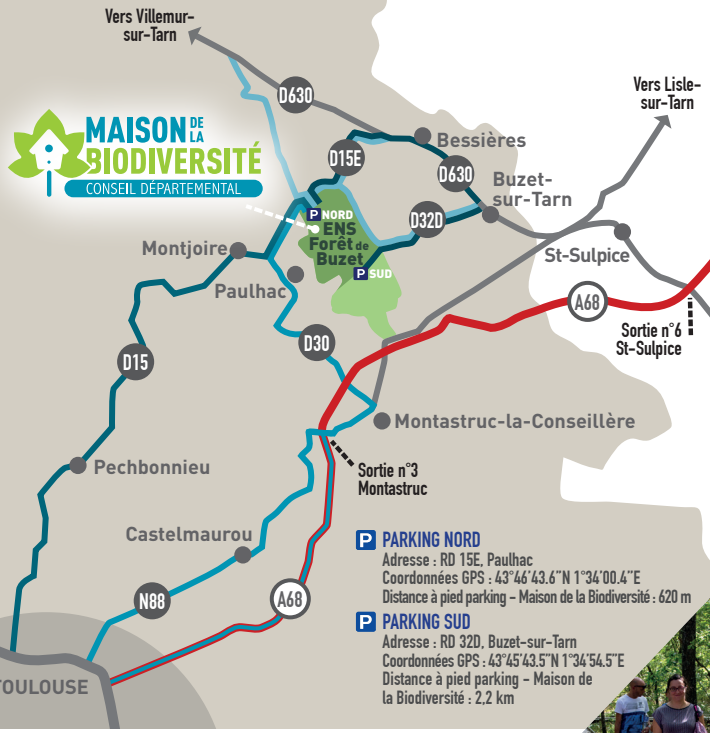 Vers Villemur-
sur-Tarn
D630
Vers Lisle-
sur-Tarn
MAISON DE LA
BIODIVERSITÉ
CONSEIL DÉPARTEMENTAL
Bessières
D15E
D630
Buzet-
sur-Tarn
P NORD
ENS
Forêt de
Buzet
D32D
Montjoire
St-Sulpice
P SUD
Paulhac
A68
Sortie n°6
St-Sulpice
D30
D15
Montastruc-la-Conseillère
Pechbonnieu
Sortie n°3
Montastruc
Castelmaurou
N88
A68
P PARKING NORD
Adresse : RD 15E, Paulhac
Coordonnées GPS : 43°46'43.6"N 1°34'00.4"E
Distance à pied parking - Maison de la Biodiversité : 620 m
P PARKING SUD
Adresse : RD 32D, Buzet-sur-Tarn
Coordonnées GPS : 43°45'43.5"N 1°34'54.5"E
Distance à pied parking - Maison de
la Biodiversité : 2,2 km
TOULOUSE